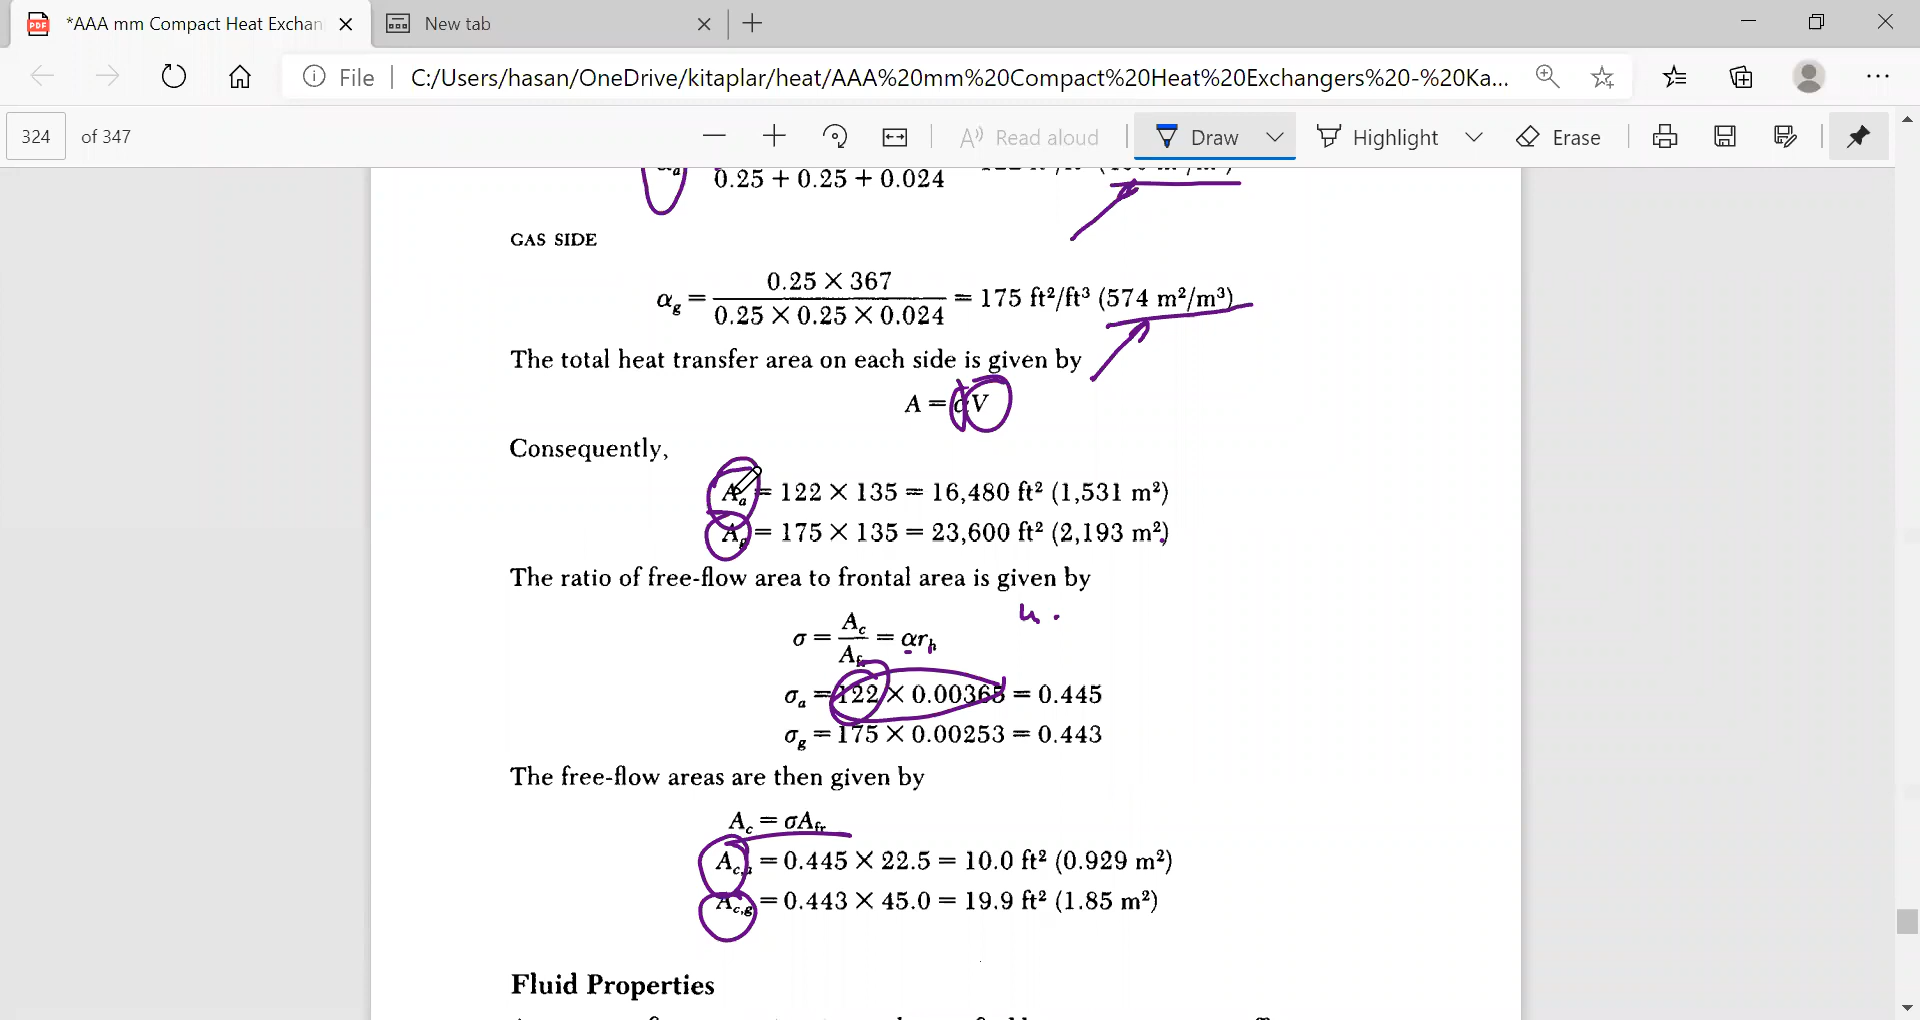 *AAA mm Compact Heat Exchan
New tab
File
C:/Users/hasan/OneDrive/kitaplar/heat/AAA%20mm%20Compact%20Heat%20Exchangers%20-%20Ka...
324 of 347
Read aloud
Draw
Highlight
Erase
0.25 + 0.25 + 0.024
GAS SIDE
α_g = (0.25 × 367) / (0.25 × 0.25 × 0.024) = 175 ft²/ft³ (574 m²/m³)
The total heat transfer area on each side is given by
A = αV
Consequently,
A_a = 122 × 135 = 16,480 ft² (1,531 m²)
A_g = 175 × 135 = 23,600 ft² (2,193 m²)
The ratio of free-flow area to frontal area is given by
σ = A_c / A_fr = αr_h
σ_a = 122 × 0.00365 = 0.445
σ_g = 175 × 0.00253 = 0.443
The free-flow areas are then given by
A_c = σA_fr
A_c,a = 0.445 × 22.5 = 10.0 ft² (0.929 m²)
A_c,g = 0.443 × 45.0 = 19.9 ft² (1.85 m²)
Fluid Properties